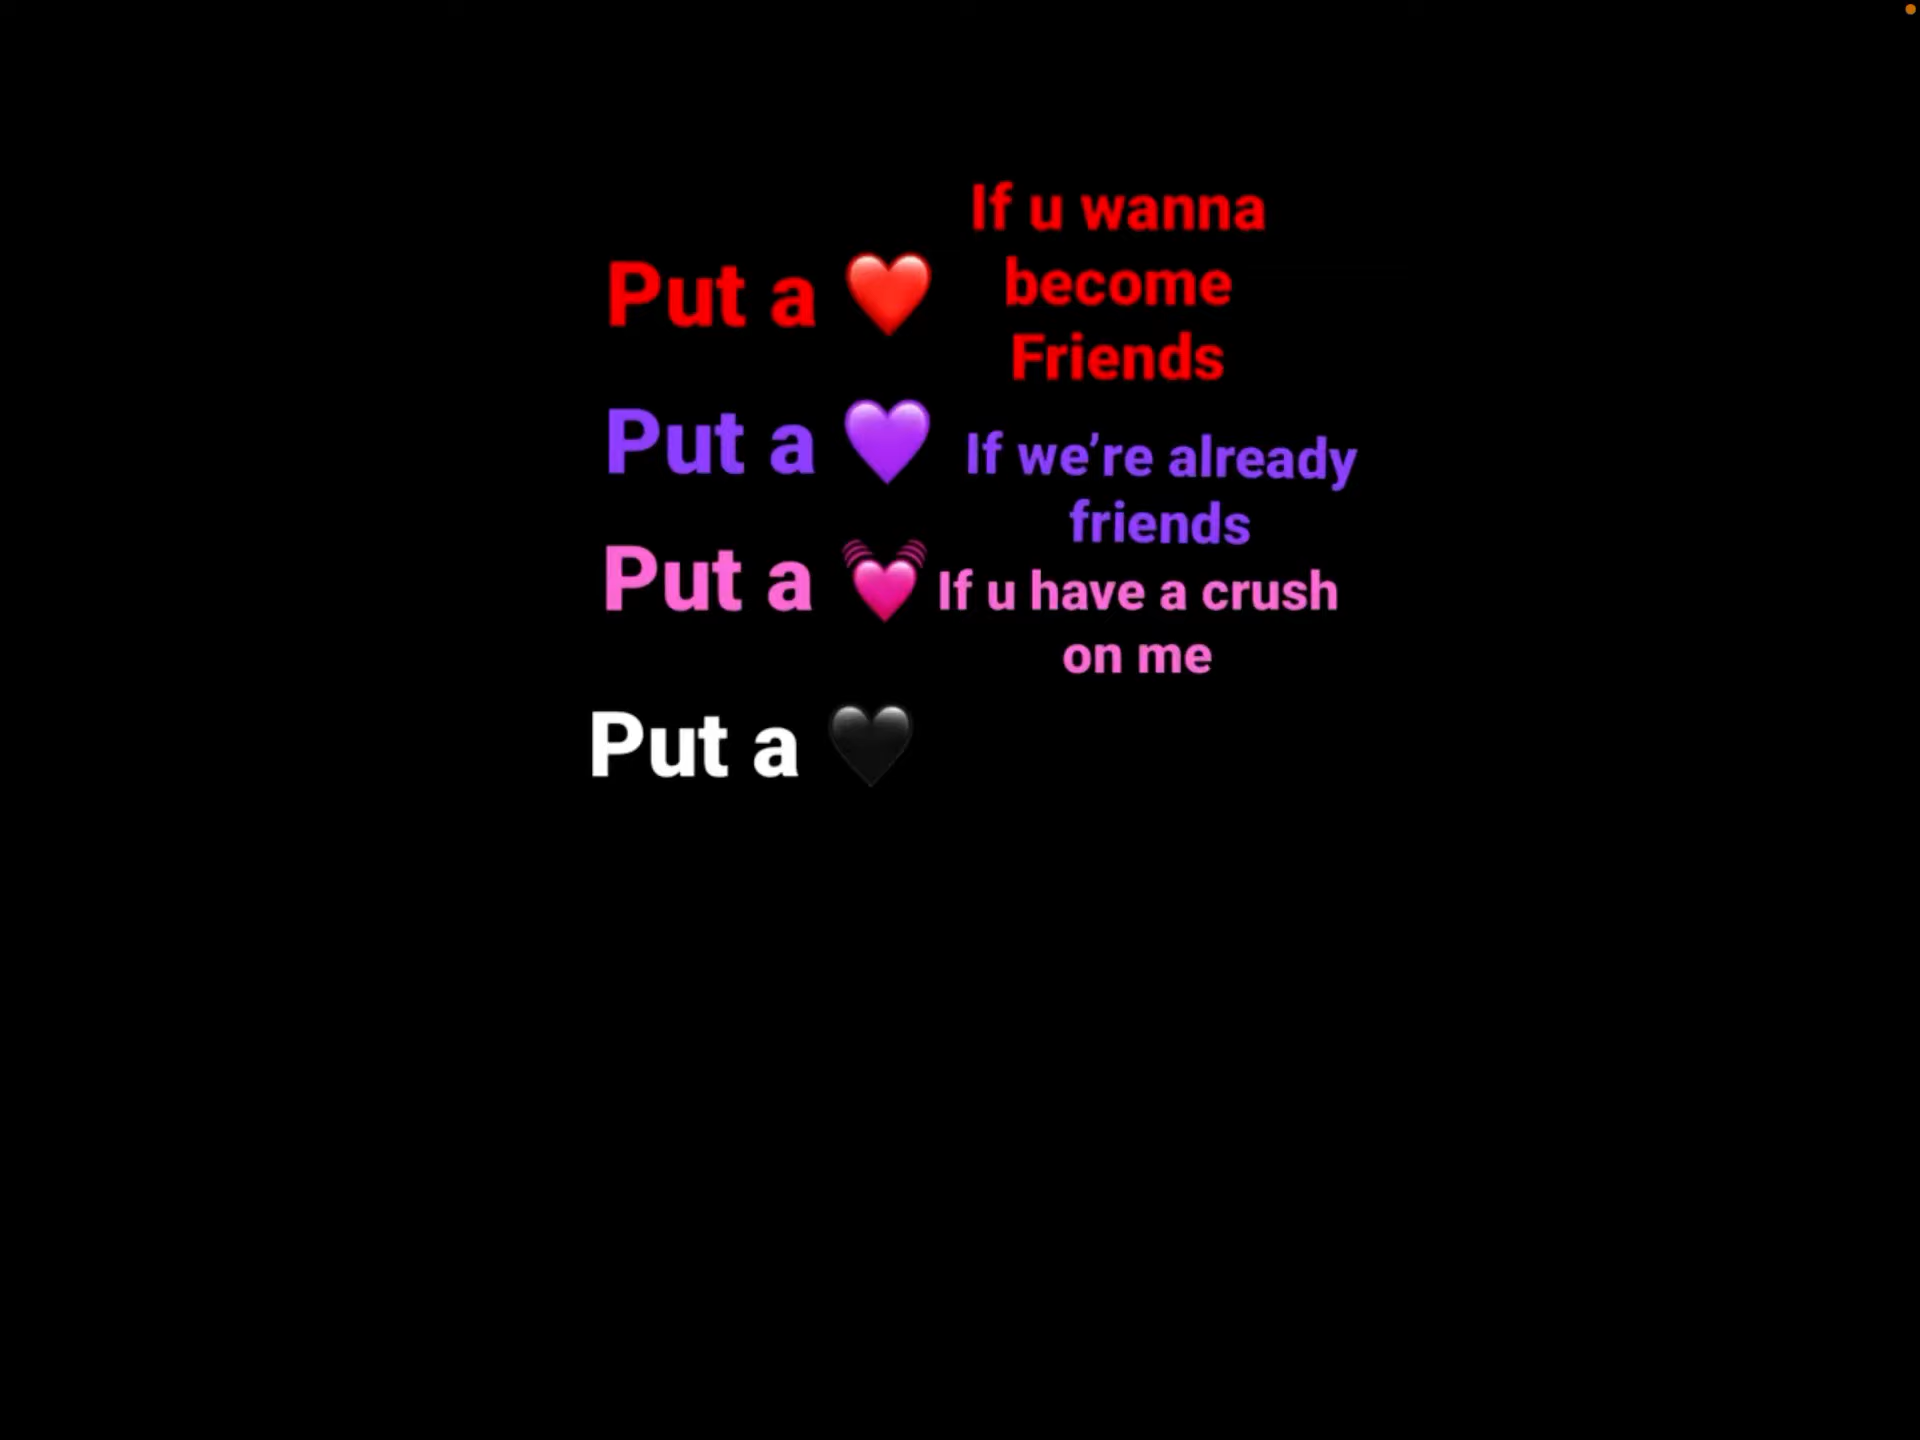 If u wanna
become
Friends
Put a ❤️
Put a 💜
If we’re already
friends
Put a 💓
If u have a crush
on me
Put a 🖤